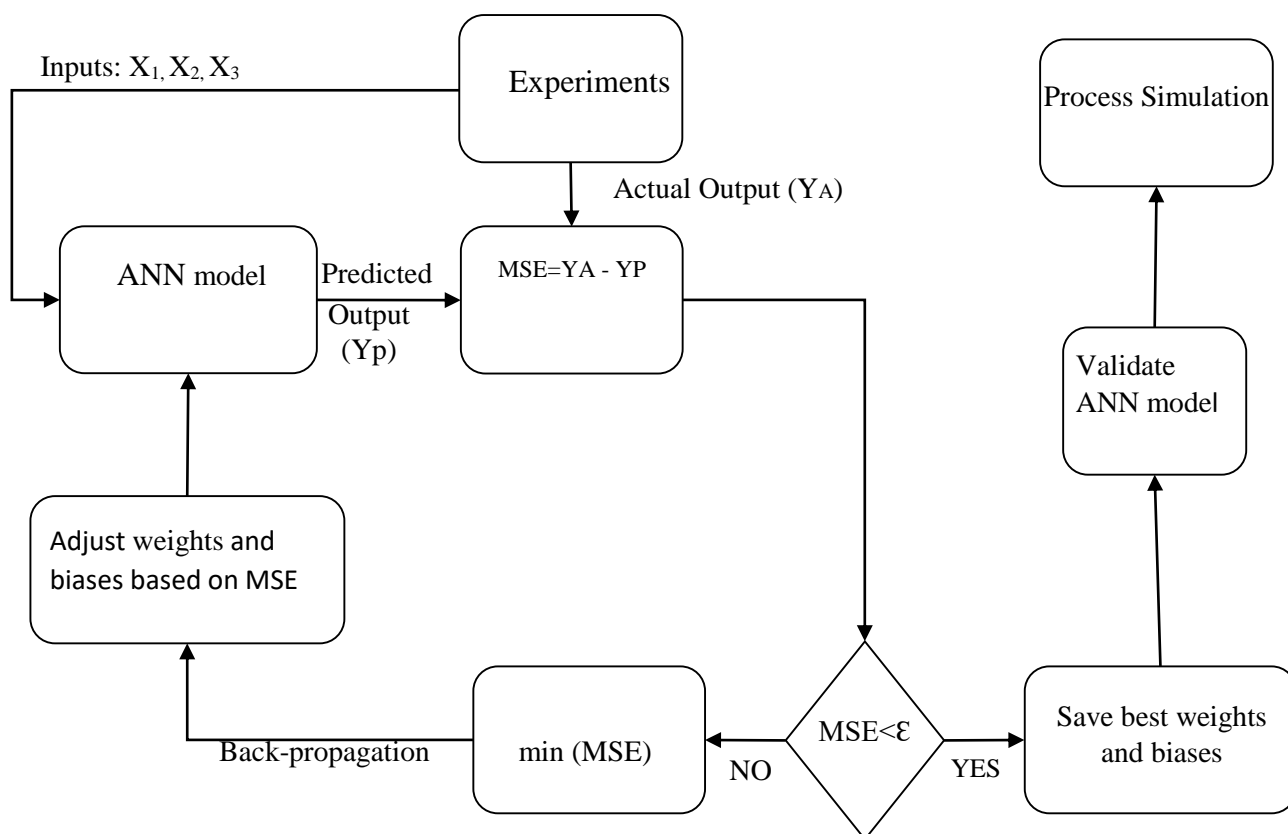 Inputs: X₁, X₂, X₃
Experiments
Process Simulation
Actual Output (YA)
ANN model
Predicted
Output
(Yp)
MSE=YA - YP
Validate
ANN model
Adjust weights and
biases based on MSE
Back-propagation
min (MSE)
NO
MSE<Ɛ
YES
Save best weights
and biases